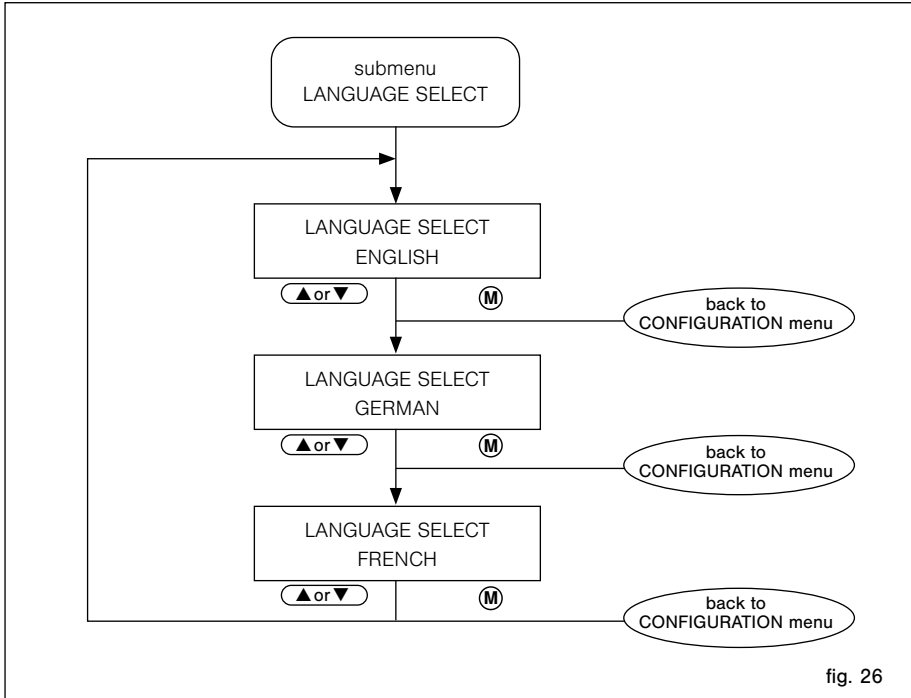 submenu
LANGUAGE SELECT
LANGUAGE SELECT
ENGLISH
▲ or ▼
M
back to
CONFIGURATION menu
LANGUAGE SELECT
GERMAN
▲ or ▼
M
back to
CONFIGURATION menu
LANGUAGE SELECT
FRENCH
▲ or ▼
M
back to
CONFIGURATION menu
fig. 26